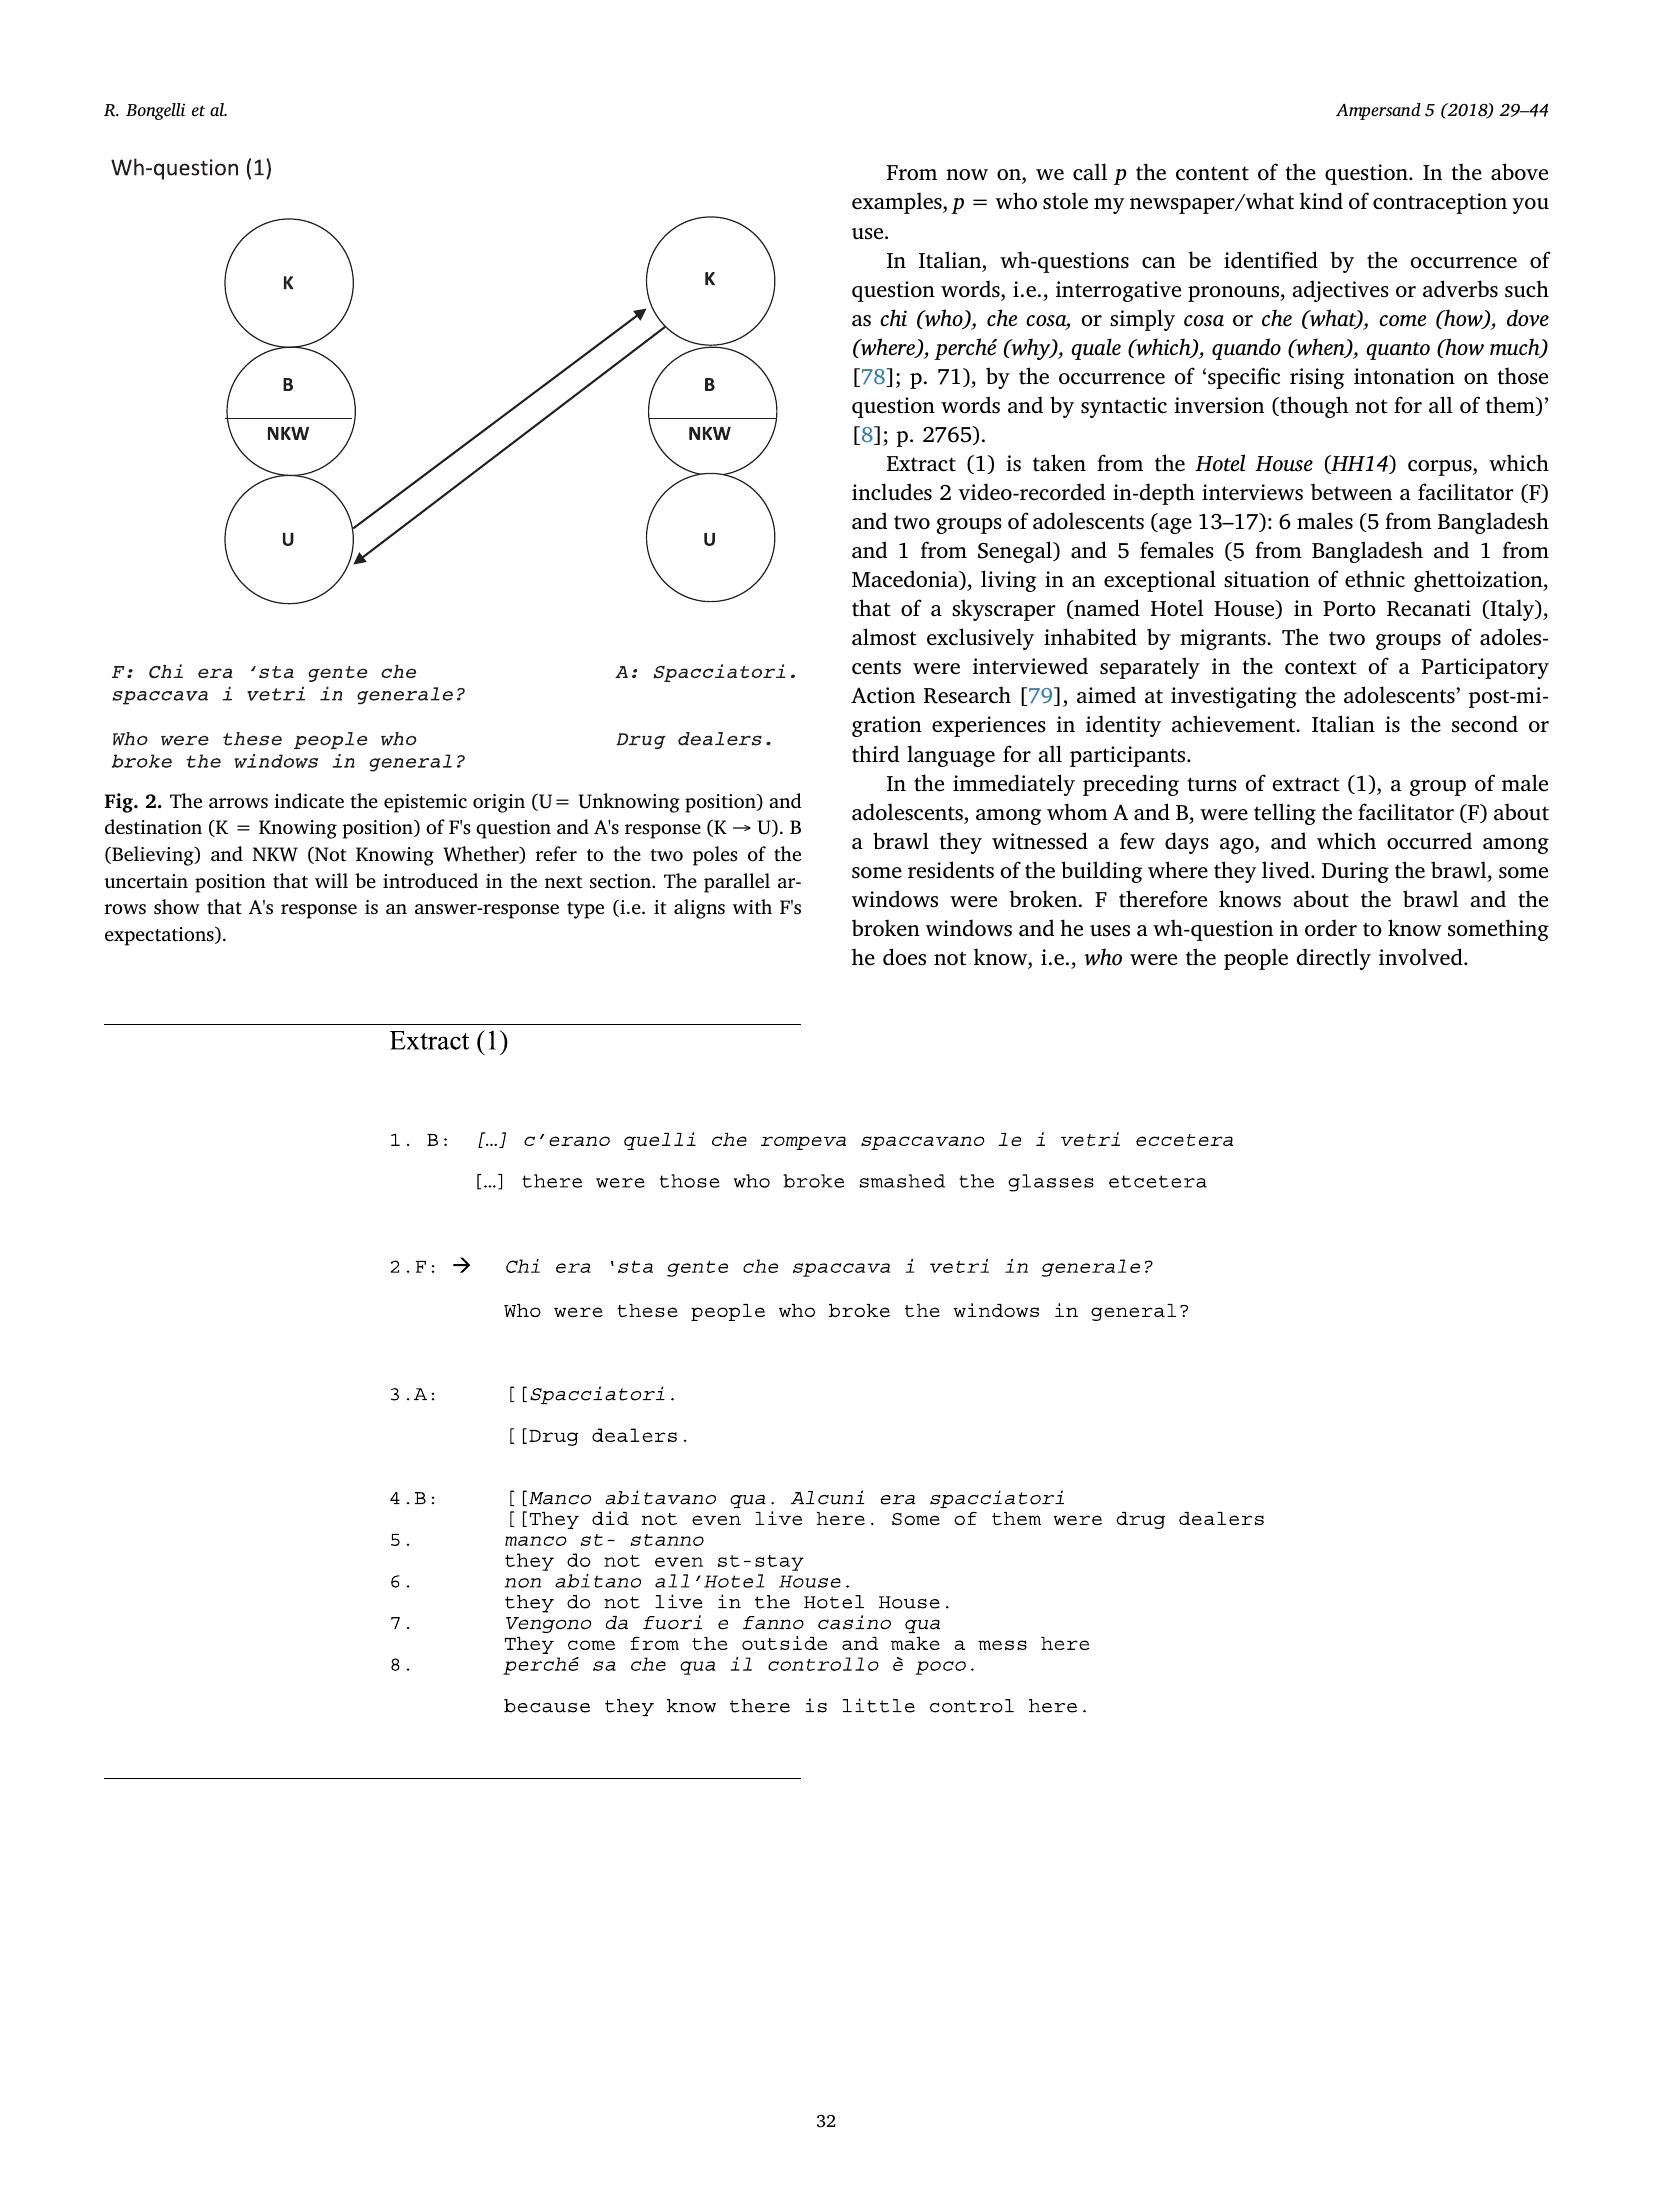 R. Bongelli et al.
Ampersand 5 (2018) 29–44
Wh-question (1)
K
B
NKW
U
K
B
NKW
U
F: Chi era ‘sta gente che
spaccava i vetri in generale?
A: Spacciatori.
Who were these people who
broke the windows in general?
Drug dealers.
Fig. 2. The arrows indicate the epistemic origin (U= Unknowing position) and
destination (K = Knowing position) of F's question and A's response (K → U). B
(Believing) and NKW (Not Knowing Whether) refer to the two poles of the
uncertain position that will be introduced in the next section. The parallel ar-
rows show that A's response is an answer-response type (i.e. it aligns with F's
expectations).
From now on, we call p the content of the question. In the above
examples, p = who stole my newspaper/what kind of contraception you
use.
In Italian, wh-questions can be identified by the occurrence of
question words, i.e., interrogative pronouns, adjectives or adverbs such
as chi (who), che cosa, or simply cosa or che (what), come (how), dove
(where), perché (why), quale (which), quando (when), quanto (how much)
[78]; p. 71), by the occurrence of ‘specific rising intonation on those
question words and by syntactic inversion (though not for all of them)’
[8]; p. 2765).
Extract (1) is taken from the Hotel House (HH14) corpus, which
includes 2 video-recorded in-depth interviews between a facilitator (F)
and two groups of adolescents (age 13–17): 6 males (5 from Bangladesh
and 1 from Senegal) and 5 females (5 from Bangladesh and 1 from
Macedonia), living in an exceptional situation of ethnic ghettoization,
that of a skyscraper (named Hotel House) in Porto Recanati (Italy),
almost exclusively inhabited by migrants. The two groups of adoles-
cents were interviewed separately in the context of a Participatory
Action Research [79], aimed at investigating the adolescents’ post-mi-
gration experiences in identity achievement. Italian is the second or
third language for all participants.
In the immediately preceding turns of extract (1), a group of male
adolescents, among whom A and B, were telling the facilitator (F) about
a brawl they witnessed a few days ago, and which occurred among
some residents of the building where they lived. During the brawl, some
windows were broken. F therefore knows about the brawl and the
broken windows and he uses a wh-question in order to know something
he does not know, i.e., who were the people directly involved.
Extract (1)
1. B: […] c’erano quelli che rompeva spaccavano le i vetri eccetera
[…] there were those who broke smashed the glasses etcetera
2.F: → Chi era ‘sta gente che spaccava i vetri in generale?
Who were these people who broke the windows in general?
3.A: [[Spacciatori.
[[Drug dealers.
4.B: [[Manco abitavano qua. Alcuni era spacciatori
[[They did not even live here. Some of them were drug dealers
5. manco st- stanno
they do not even st-stay
6. non abitano all’Hotel House.
they do not live in the Hotel House.
7. Vengono da fuori e fanno casino qua
They come from the outside and make a mess here
8. perché sa che qua il controllo è poco.
because they know there is little control here.
32